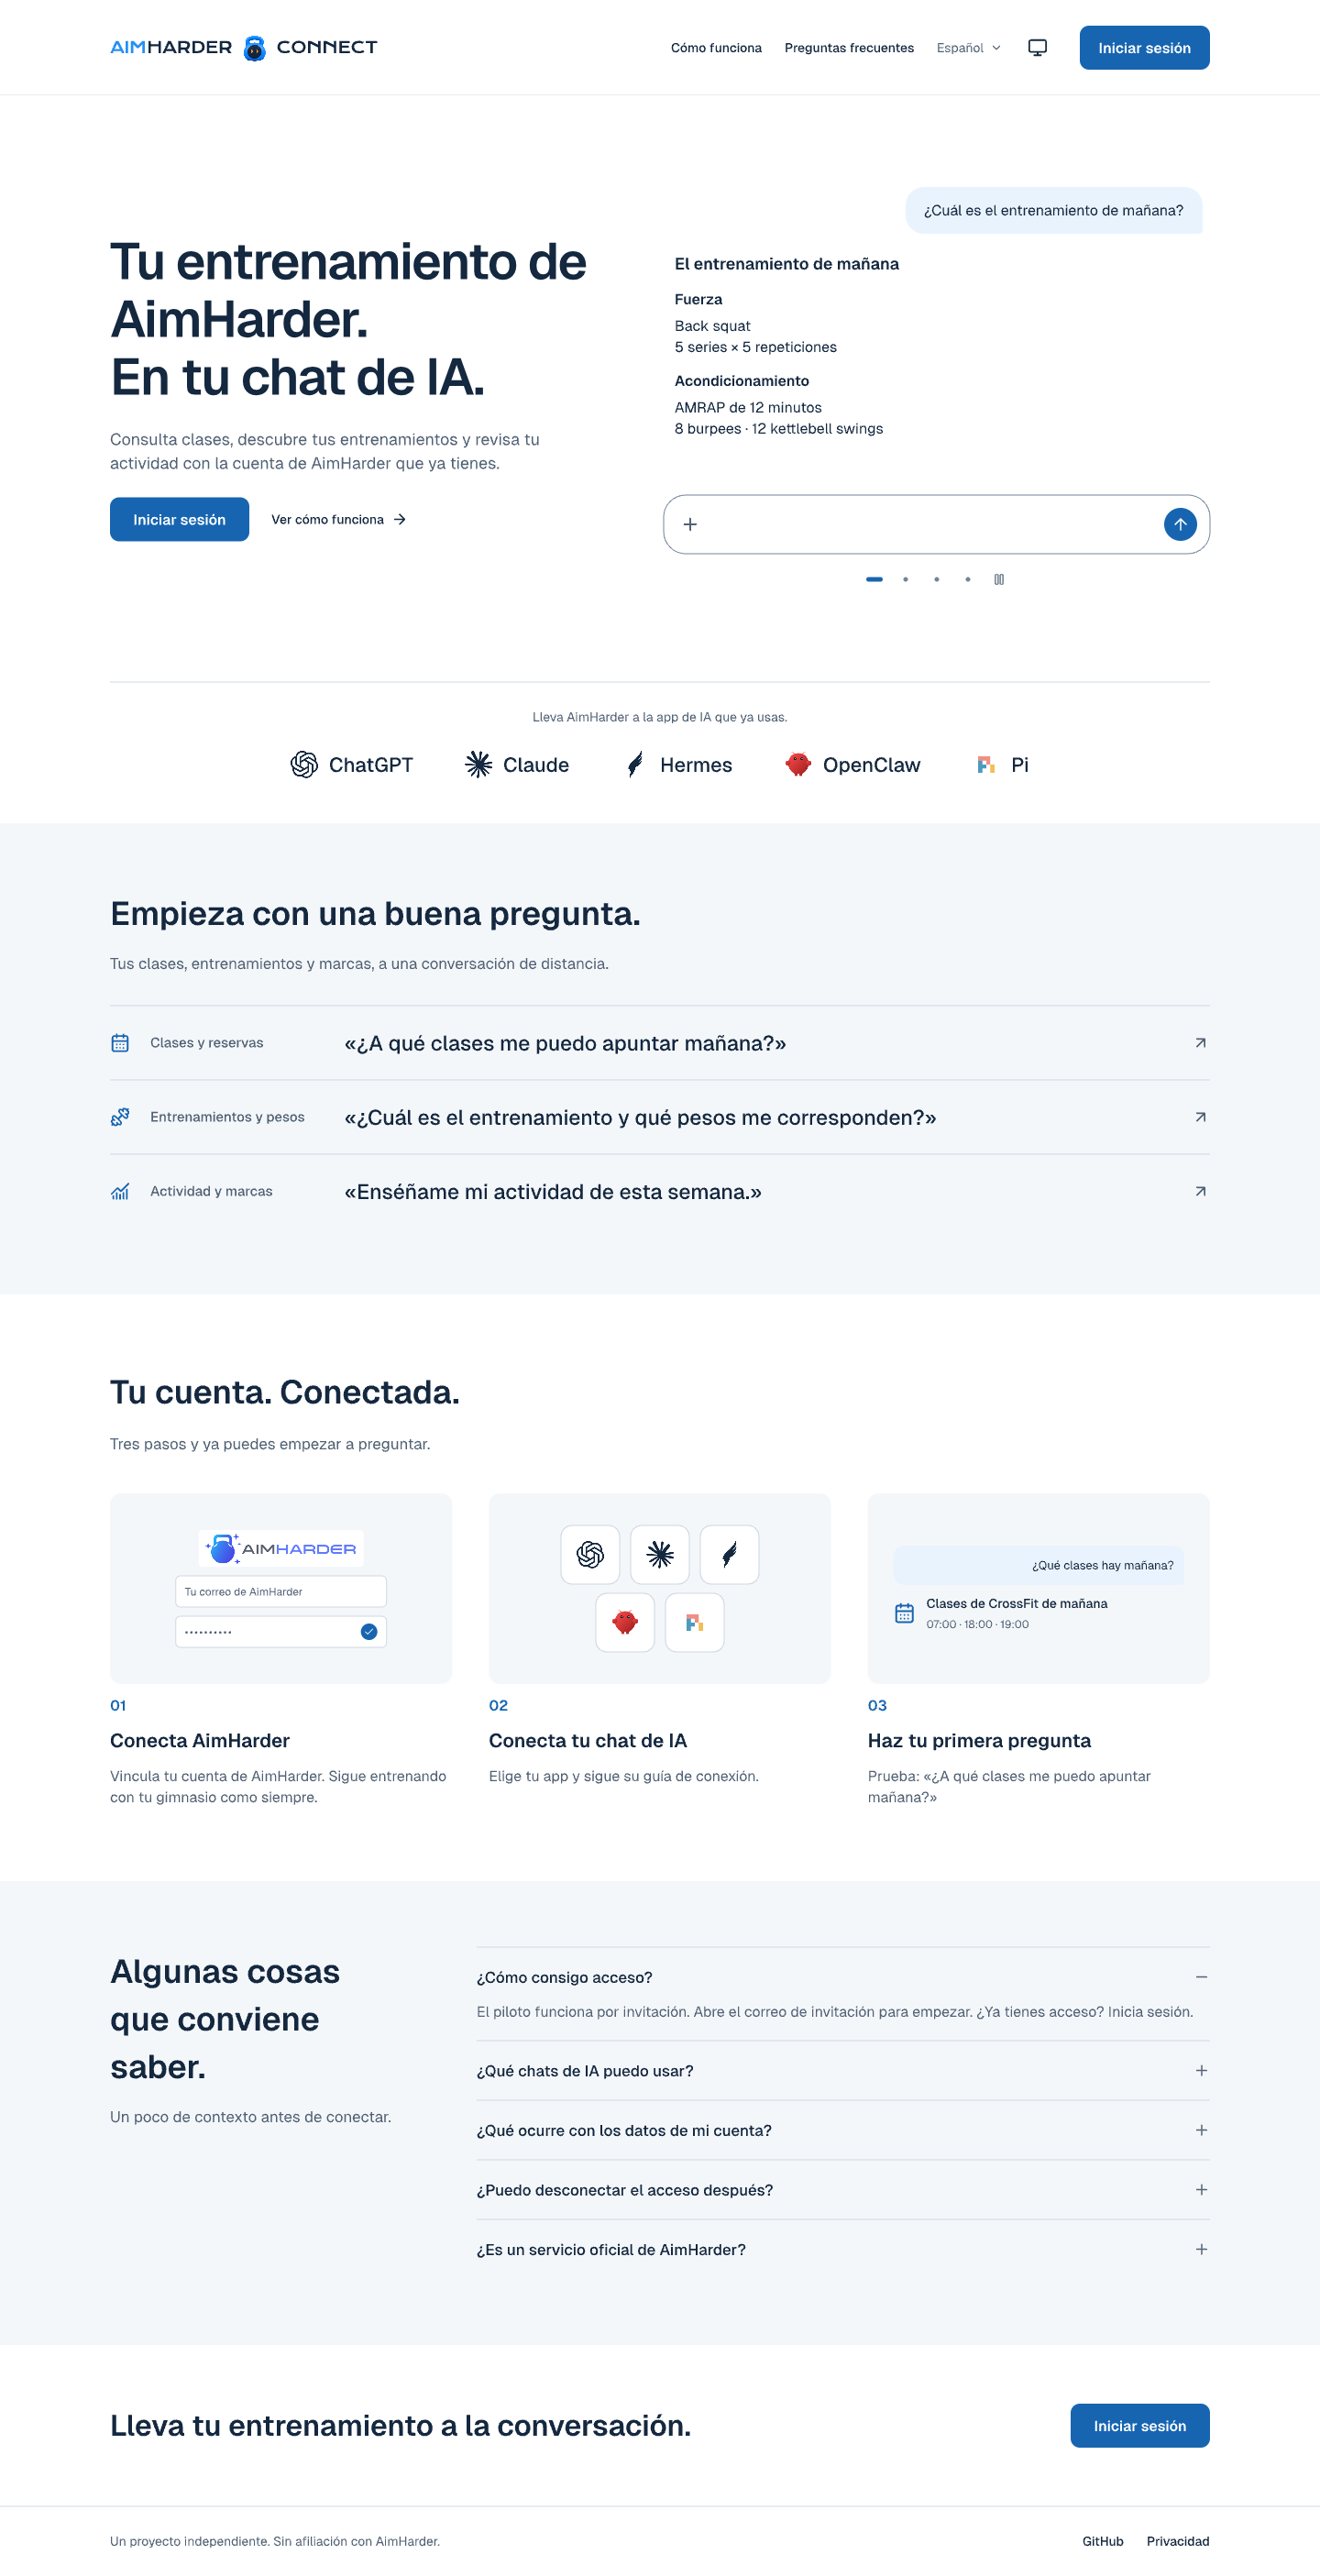 AIMHARDER CONNECT
Cómo funciona
Preguntas frecuentes
Español
Iniciar sesión
Tu entrenamiento de
AimHarder.
En tu chat de IA.
Consulta clases, descubre tus entrenamientos y revisa tu
actividad con la cuenta de AimHarder que ya tienes.
Iniciar sesión
Ver cómo funciona
¿Cuál es el entrenamiento de mañana?
El entrenamiento de mañana
Fuerza
Back squat
5 series × 5 repeticiones
Acondicionamiento
AMRAP de 12 minutos
8 burpees · 12 kettlebell swings
Lleva AimHarder a la app de IA que ya usas.
ChatGPT
Claude
Hermes
OpenClaw
Pi
Empieza con una buena pregunta.
Tus clases, entrenamientos y marcas, a una conversación de distancia.
Clases y reservas
«¿A qué clases me puedo apuntar mañana?»
Entrenamientos y pesos
«¿Cuál es el entrenamiento y qué pesos me corresponden?»
Actividad y marcas
«Enséñame mi actividad de esta semana.»
Tu cuenta. Conectada.
Tres pasos y ya puedes empezar a preguntar.
AIMHARDER
Tu correo de AimHarder
01
Conecta AimHarder
Vincula tu cuenta de AimHarder. Sigue entrenando
con tu gimnasio como siempre.
02
Conecta tu chat de IA
Elige tu app y sigue su guía de conexión.
¿Qué clases hay mañana?
Clases de CrossFit de mañana
07:00 · 18:00 · 19:00
03
Haz tu primera pregunta
Prueba: «¿A qué clases me puedo apuntar
mañana?»
Algunas cosas
que conviene
saber.
Un poco de contexto antes de conectar.
¿Cómo consigo acceso?
El piloto funciona por invitación. Abre el correo de invitación para empezar. ¿Ya tienes acceso? Inicia sesión.
¿Qué chats de IA puedo usar?
¿Qué ocurre con los datos de mi cuenta?
¿Puedo desconectar el acceso después?
¿Es un servicio oficial de AimHarder?
Lleva tu entrenamiento a la conversación.
Iniciar sesión
Un proyecto independiente. Sin afiliación con AimHarder.
GitHub
Privacidad